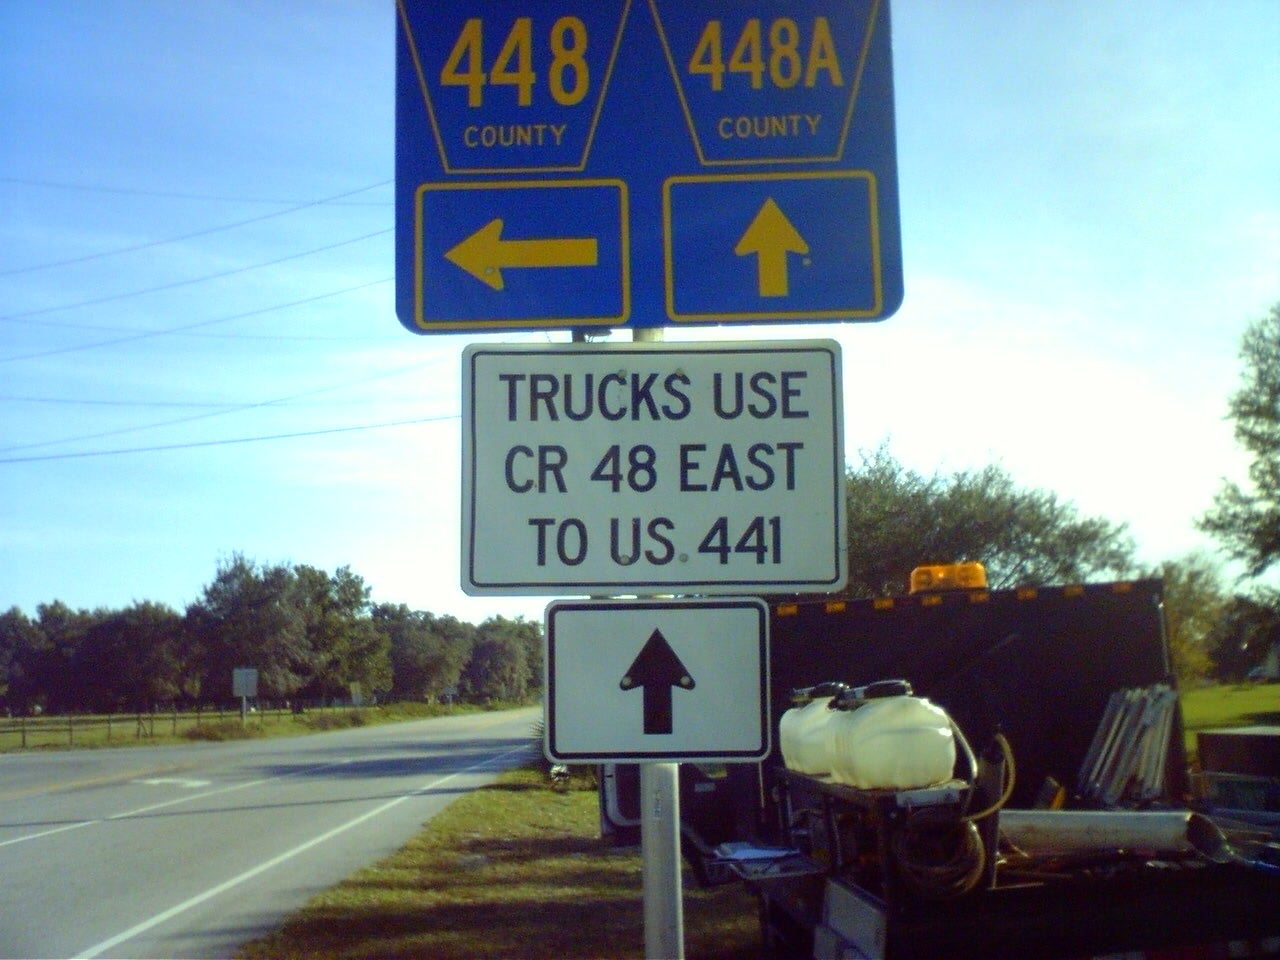 448 448A
COUNTY COUNTY
TRUCKS USE
CR 48 EAST
TO US 441